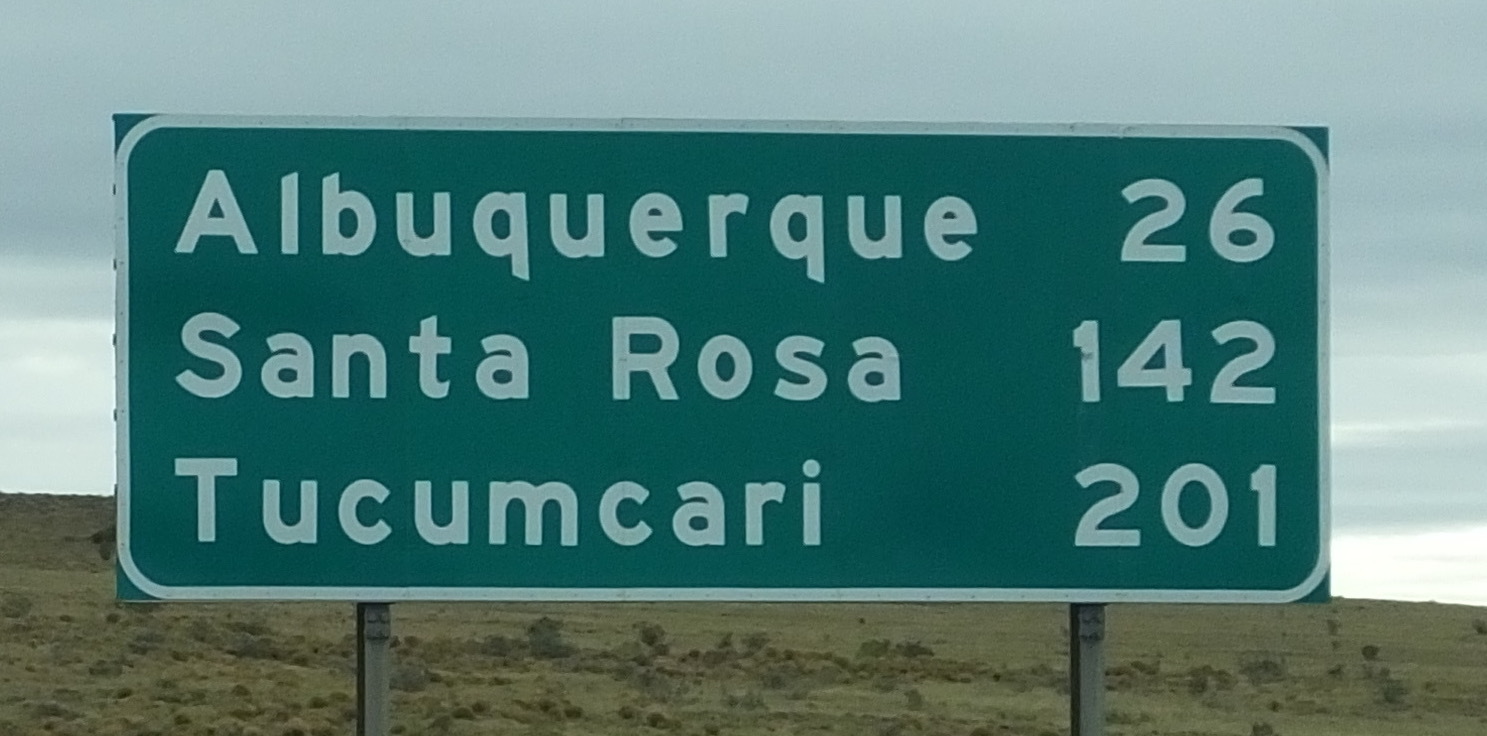 Albuquerque 26
Santa Rosa 142
Tucumcari 201